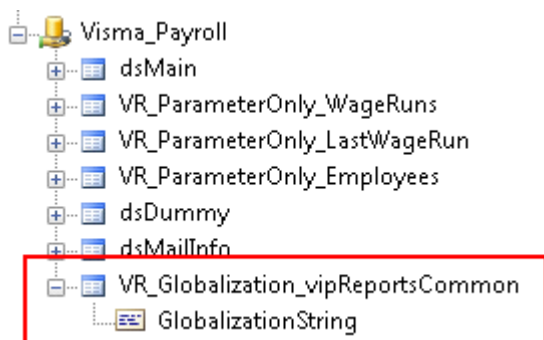 Visma_Payroll
dsMain
VR_ParameterOnly_WageRuns
VR_ParameterOnly_LastWageRun
VR_ParameterOnly_Employees
dsDummy
dsMailInfo
VR_Globalization_vipReportsCommon
GlobalizationString